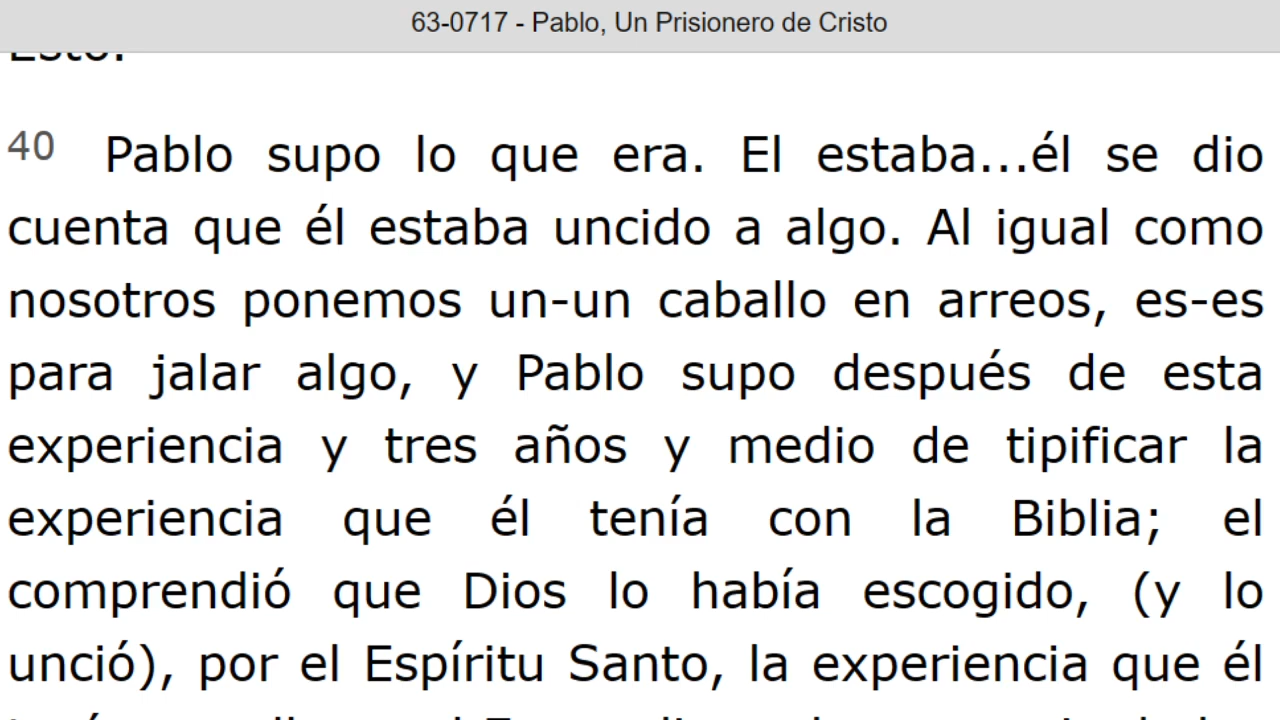 63-0717 - Pablo, Un Prisionero de Cristo
Esto.
40 Pablo supo lo que era. El estaba...él se dio
cuenta que él estaba uncido a algo. Al igual como
nosotros ponemos un-un caballo en arreos, es-es
para jalar algo, y Pablo supo después de esta
experiencia y tres años y medio de tipificar la
experiencia que él tenía con la Biblia; el
comprendió que Dios lo había escogido, (y lo
unció), por el Espíritu Santo, la experiencia que él